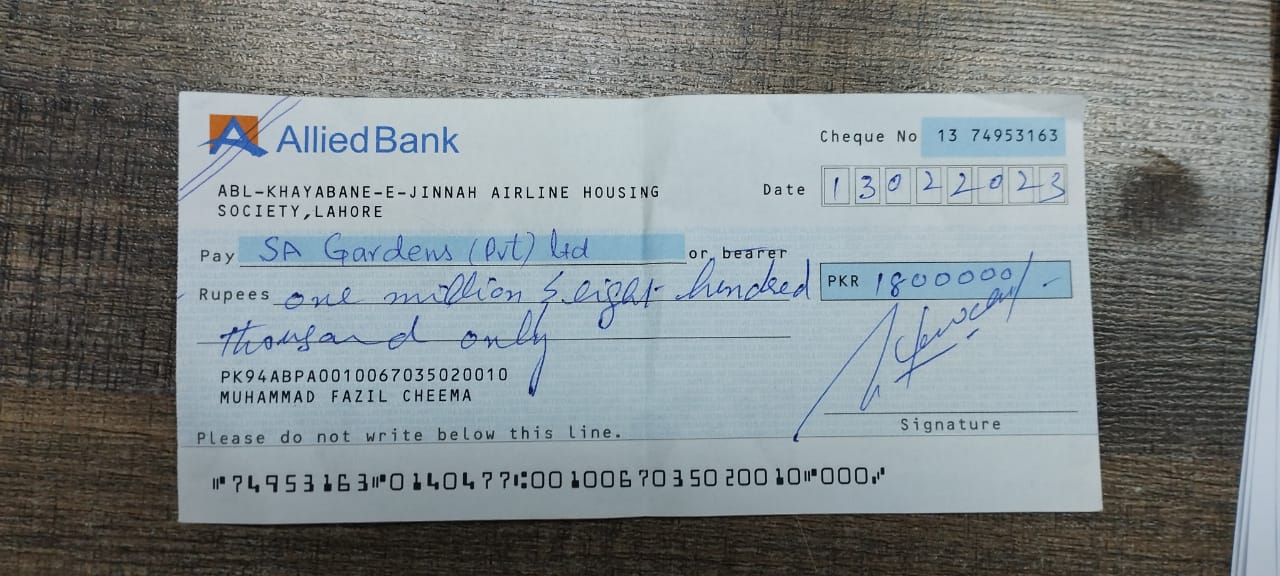 Allied Bank
Cheque No 13 74953163
ABL-KHAYABANE-E-JINNAH AIRLINE HOUSING
SOCIETY,LAHORE
Date 13022023
Pay SA Gardens (Pvt) Ltd or bearer
Rupees one million & eight hundred
PKR 1800000/-
thousand only
PK94ABPA0010067035020010
MUHAMMAD FAZIL CHEEMA
Signature
Please do not write below this line.
⑈74953163⑈0140477⑆0010067035020010⑈000⑇